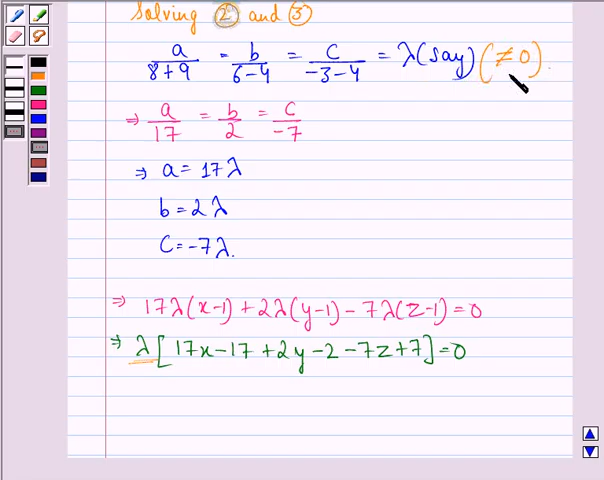 Solving ② and ③
a/8+9 = b/6-4 = c/-3-4 = λ(say) (≠0).
⇒ a/17 = b/2 = c/-7
⇒ a = 17λ
b = 2λ
c = -7λ.
⇒ 17λ(x-1) + 2λ(y-1) - 7λ(z-1) = 0
⇒ λ[17x-17+2y-2-7z+7] = 0